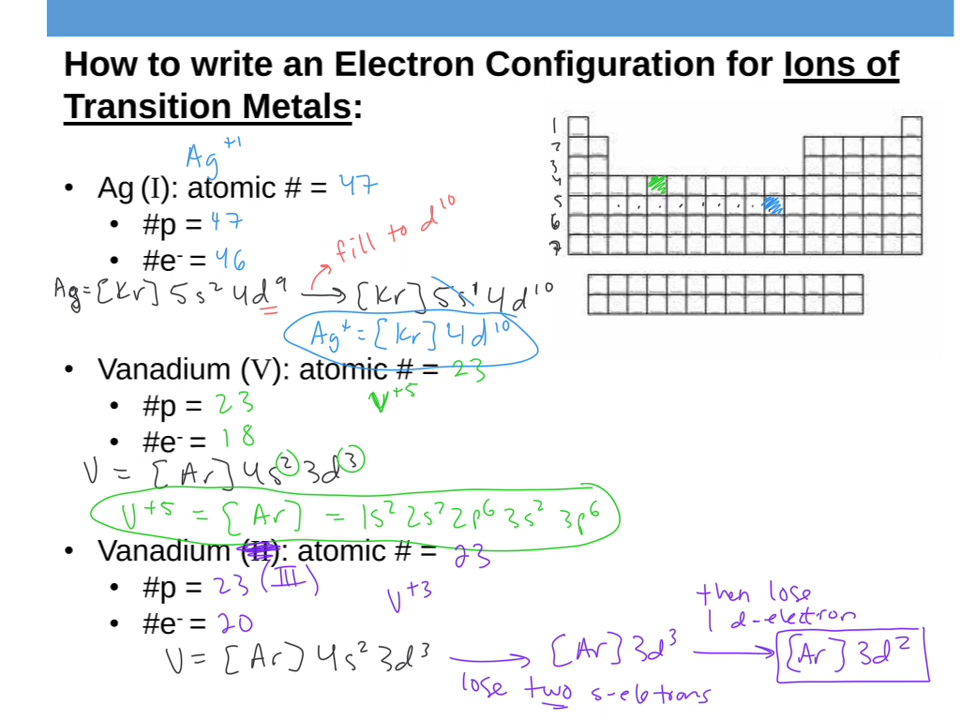 How to write an Electron Configuration for Ions of
Transition Metals:
Ag⁺¹
• Ag (I): atomic # = 47
• #p = 47
• #e⁻ = 46
fill to d¹⁰
Ag = [Kr] 5s² 4d⁹ → [Kr] 5s¹ 4d¹⁰
Ag⁺ = [Kr] 4d¹⁰
1
2
3
4
5
6
7
• Vanadium (V): atomic # = 23
V⁺⁵
• #p = 23
• #e⁻ = 18
V = [Ar] 4s² 3d³
V⁺⁵ = [Ar] = 1s² 2s² 2p⁶ 3s² 3p⁶
• Vanadium (II): atomic # = 23
• #p = 23 (III)
V⁺³
• #e⁻ = 20
V = [Ar] 4s² 3d³ → [Ar] 3d³ → [Ar] 3d²
lose two s-eletrons
then lose
1 d-electron